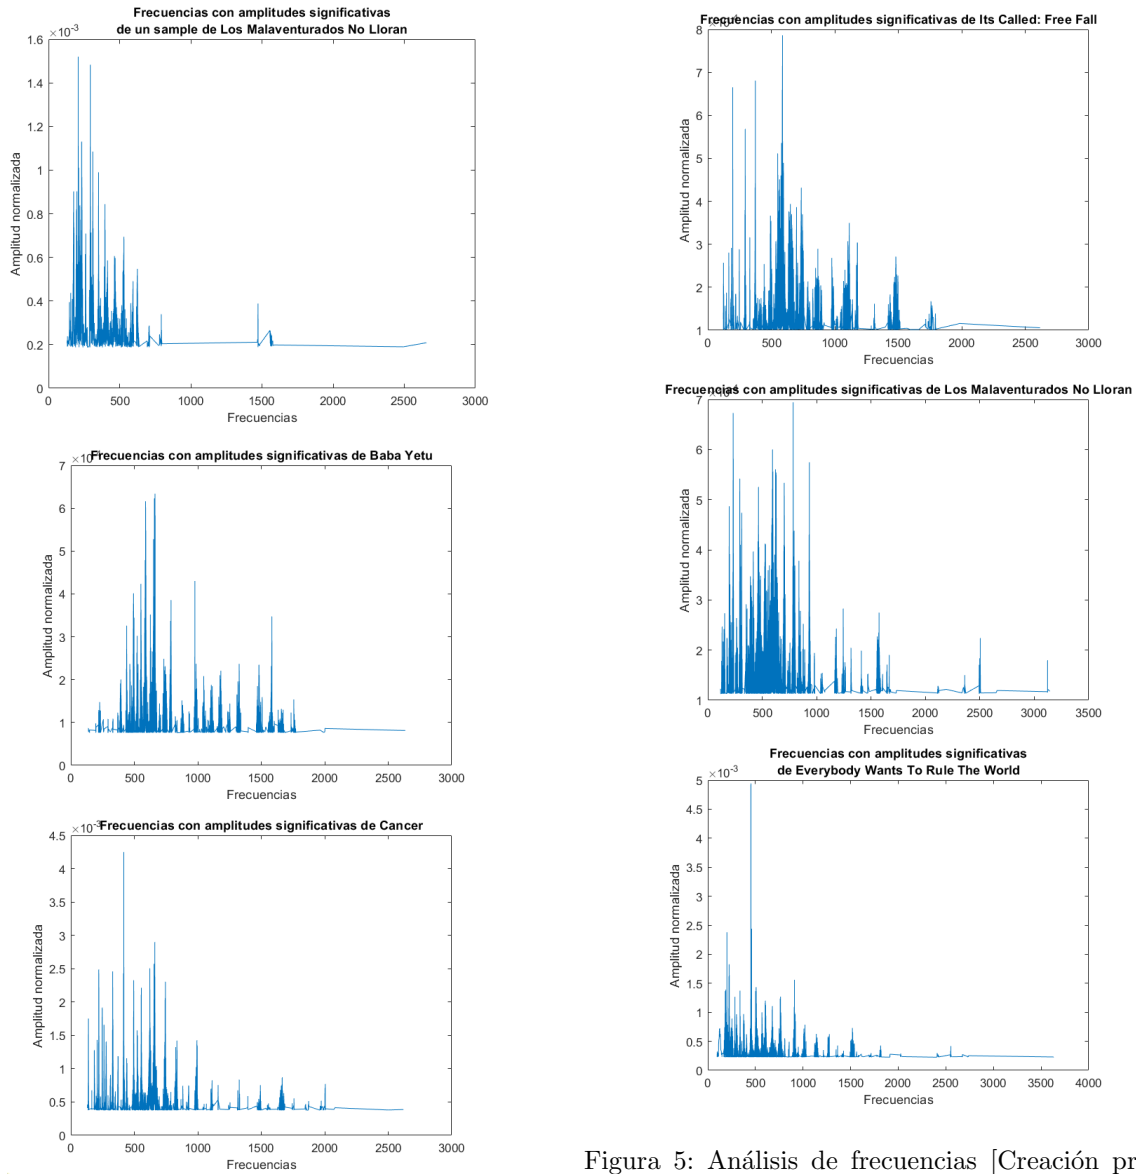 Frecuencias con amplitudes significativas
de un sample de Los Malaventurados No Lloran
×10-3
1.6
1.4
1.2
1
0.8
0.6
0.4
0.2
0
Amplitud normalizada
0 500 1000 1500 2000 2500 3000
Frecuencias
Frecuencias con amplitudes significativas de Baba Yetu
7
6
5
4
3
2
1
0
Amplitud normalizada
0 500 1000 1500 2000 2500 3000
Frecuencias
Frecuencias con amplitudes significativas de Cancer
×10-3
4.5
4
3.5
3
2.5
2
1.5
1
0.5
0
Amplitud normalizada
0 500 1000 1500 2000 2500 3000
Frecuencias
Frecuencias con amplitudes significativas de Its Called: Free Fall
8
7
6
5
4
3
2
1
Amplitud normalizada
0 500 1000 1500 2000 2500 3000
Frecuencias
Frecuencias con amplitudes significativas de Los Malaventurados No Lloran
7
6
5
4
3
2
1
Amplitud normalizada
0 500 1000 1500 2000 2500 3000 3500
Frecuencias
Frecuencias con amplitudes significativas
de Everybody Wants To Rule The World
×10-3
5
4.5
4
3.5
3
2.5
2
1.5
1
0.5
0
Amplitud normalizada
0 500 1000 1500 2000 2500 3000 3500 4000
Frecuencias
Figura 5: Análisis de frecuencias [Creación pr